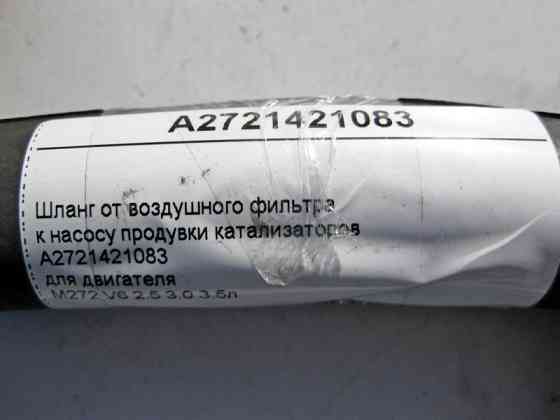 A2721421083
Шланг от воздушного фильтра
к насосу продувки катализаторов
A2721421083
для двигателя
M272 V6 2.5 3.0 3.5л